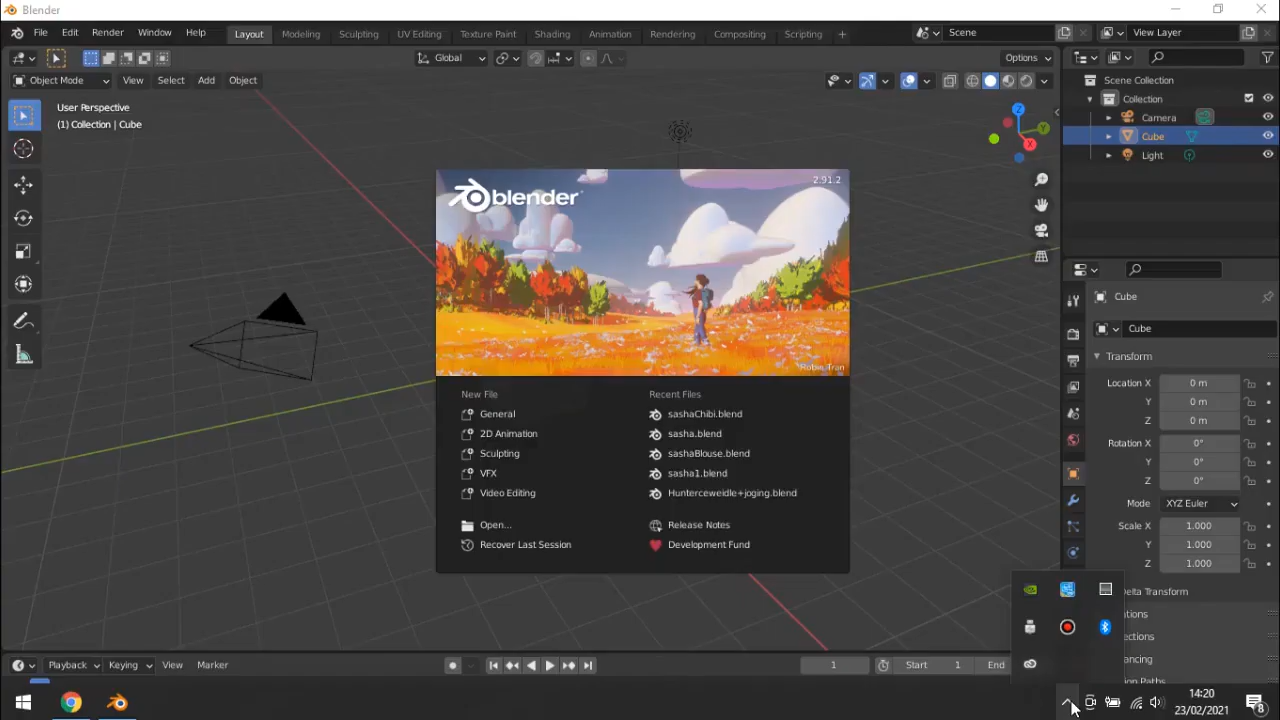 Blender
File Edit Render Window Help Layout Modeling Sculpting UV Editing Texture Paint Shading Animation Rendering Compositing Scripting + Scene View Layer
Global Options
Object Mode View Select Add Object
User Perspective
(1) Collection | Cube
Y
X
Z
Scene Collection
Collection
Camera
Cube
Light
blender
2.91.2
Robin Tran
New File
General
2D Animation
Sculpting
VFX
Video Editing
Open...
Recover Last Session
Recent Files
sashaChibi.blend
sasha.blend
sashaBlouse.blend
sasha1.blend
Hunterceweidle+joging.blend
Release Notes
Development Fund
Cube
Cube
Transform
Location X 0 m
Y 0 m
Z 0 m
Rotation X 0°
Y 0°
Z 0°
Mode XYZ Euler
Scale X 1.000
Y 1.000
Z 1.000
Delta Transform
ations
ections
ancing
Playback Keying View Marker 1 Start 1 End
14:20
23/02/2021
8